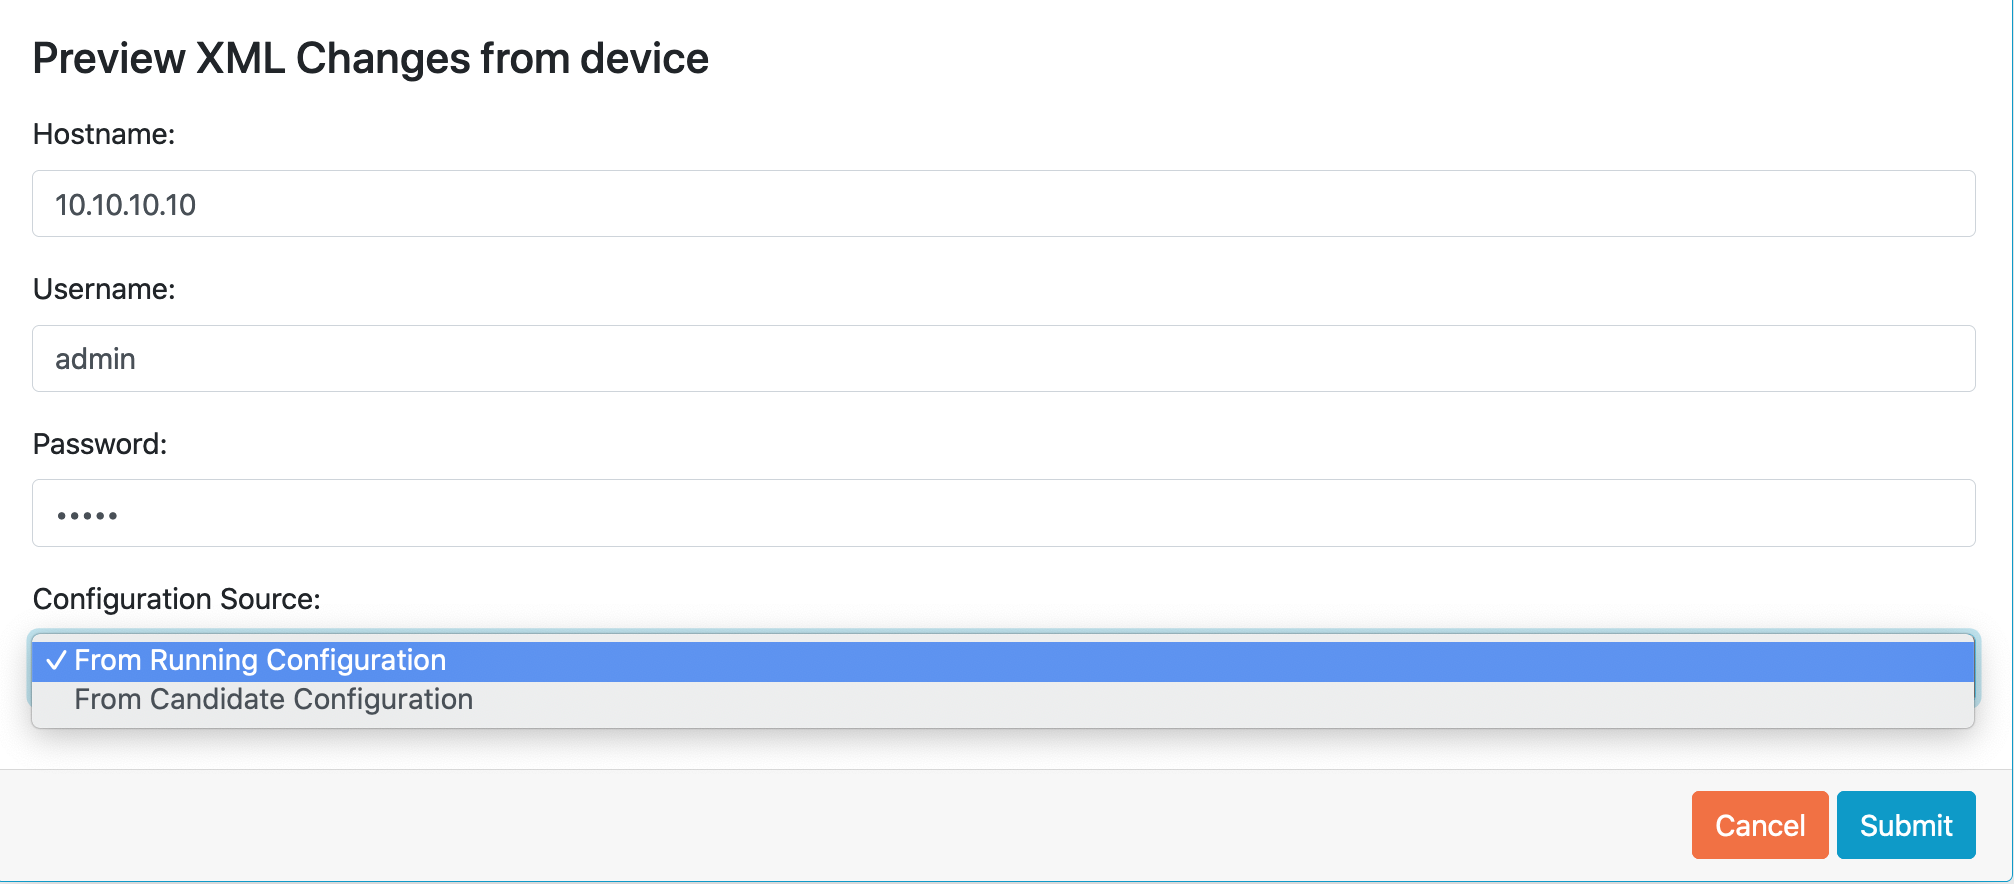 Preview XML Changes from device
Hostname:
10.10.10.10
Username:
admin
Password:
•••••
Configuration Source:
✓ From Running Configuration
From Candidate Configuration
Cancel Submit